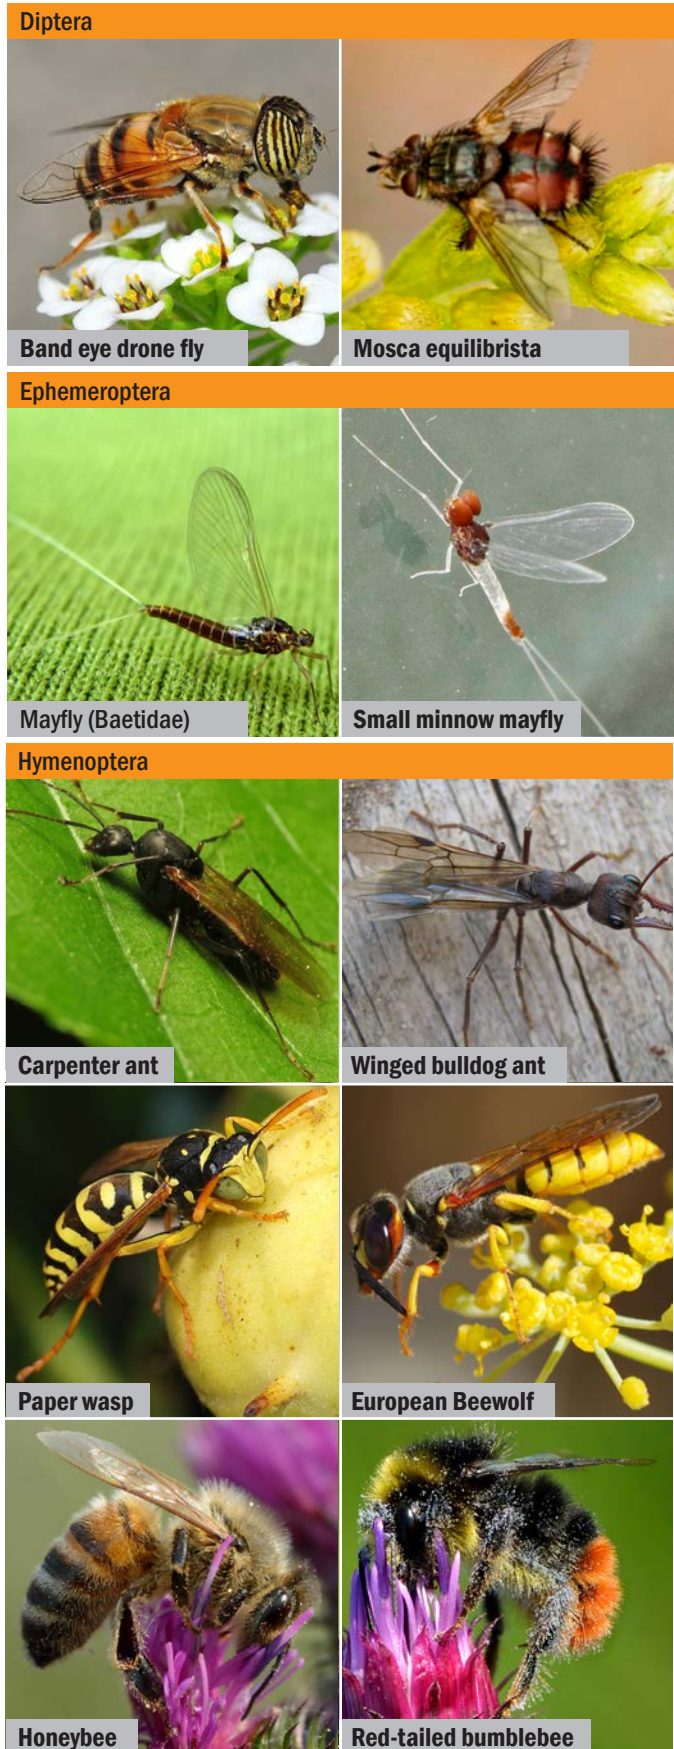 Diptera
Band eye drone fly
Mosca equilibrista
Ephemeroptera
Mayfly (Baetidae)
Small minnow mayfly
Hymenoptera
Carpenter ant
Winged bulldog ant
Paper wasp
European Beewolf
Honeybee
Red-tailed bumblebee